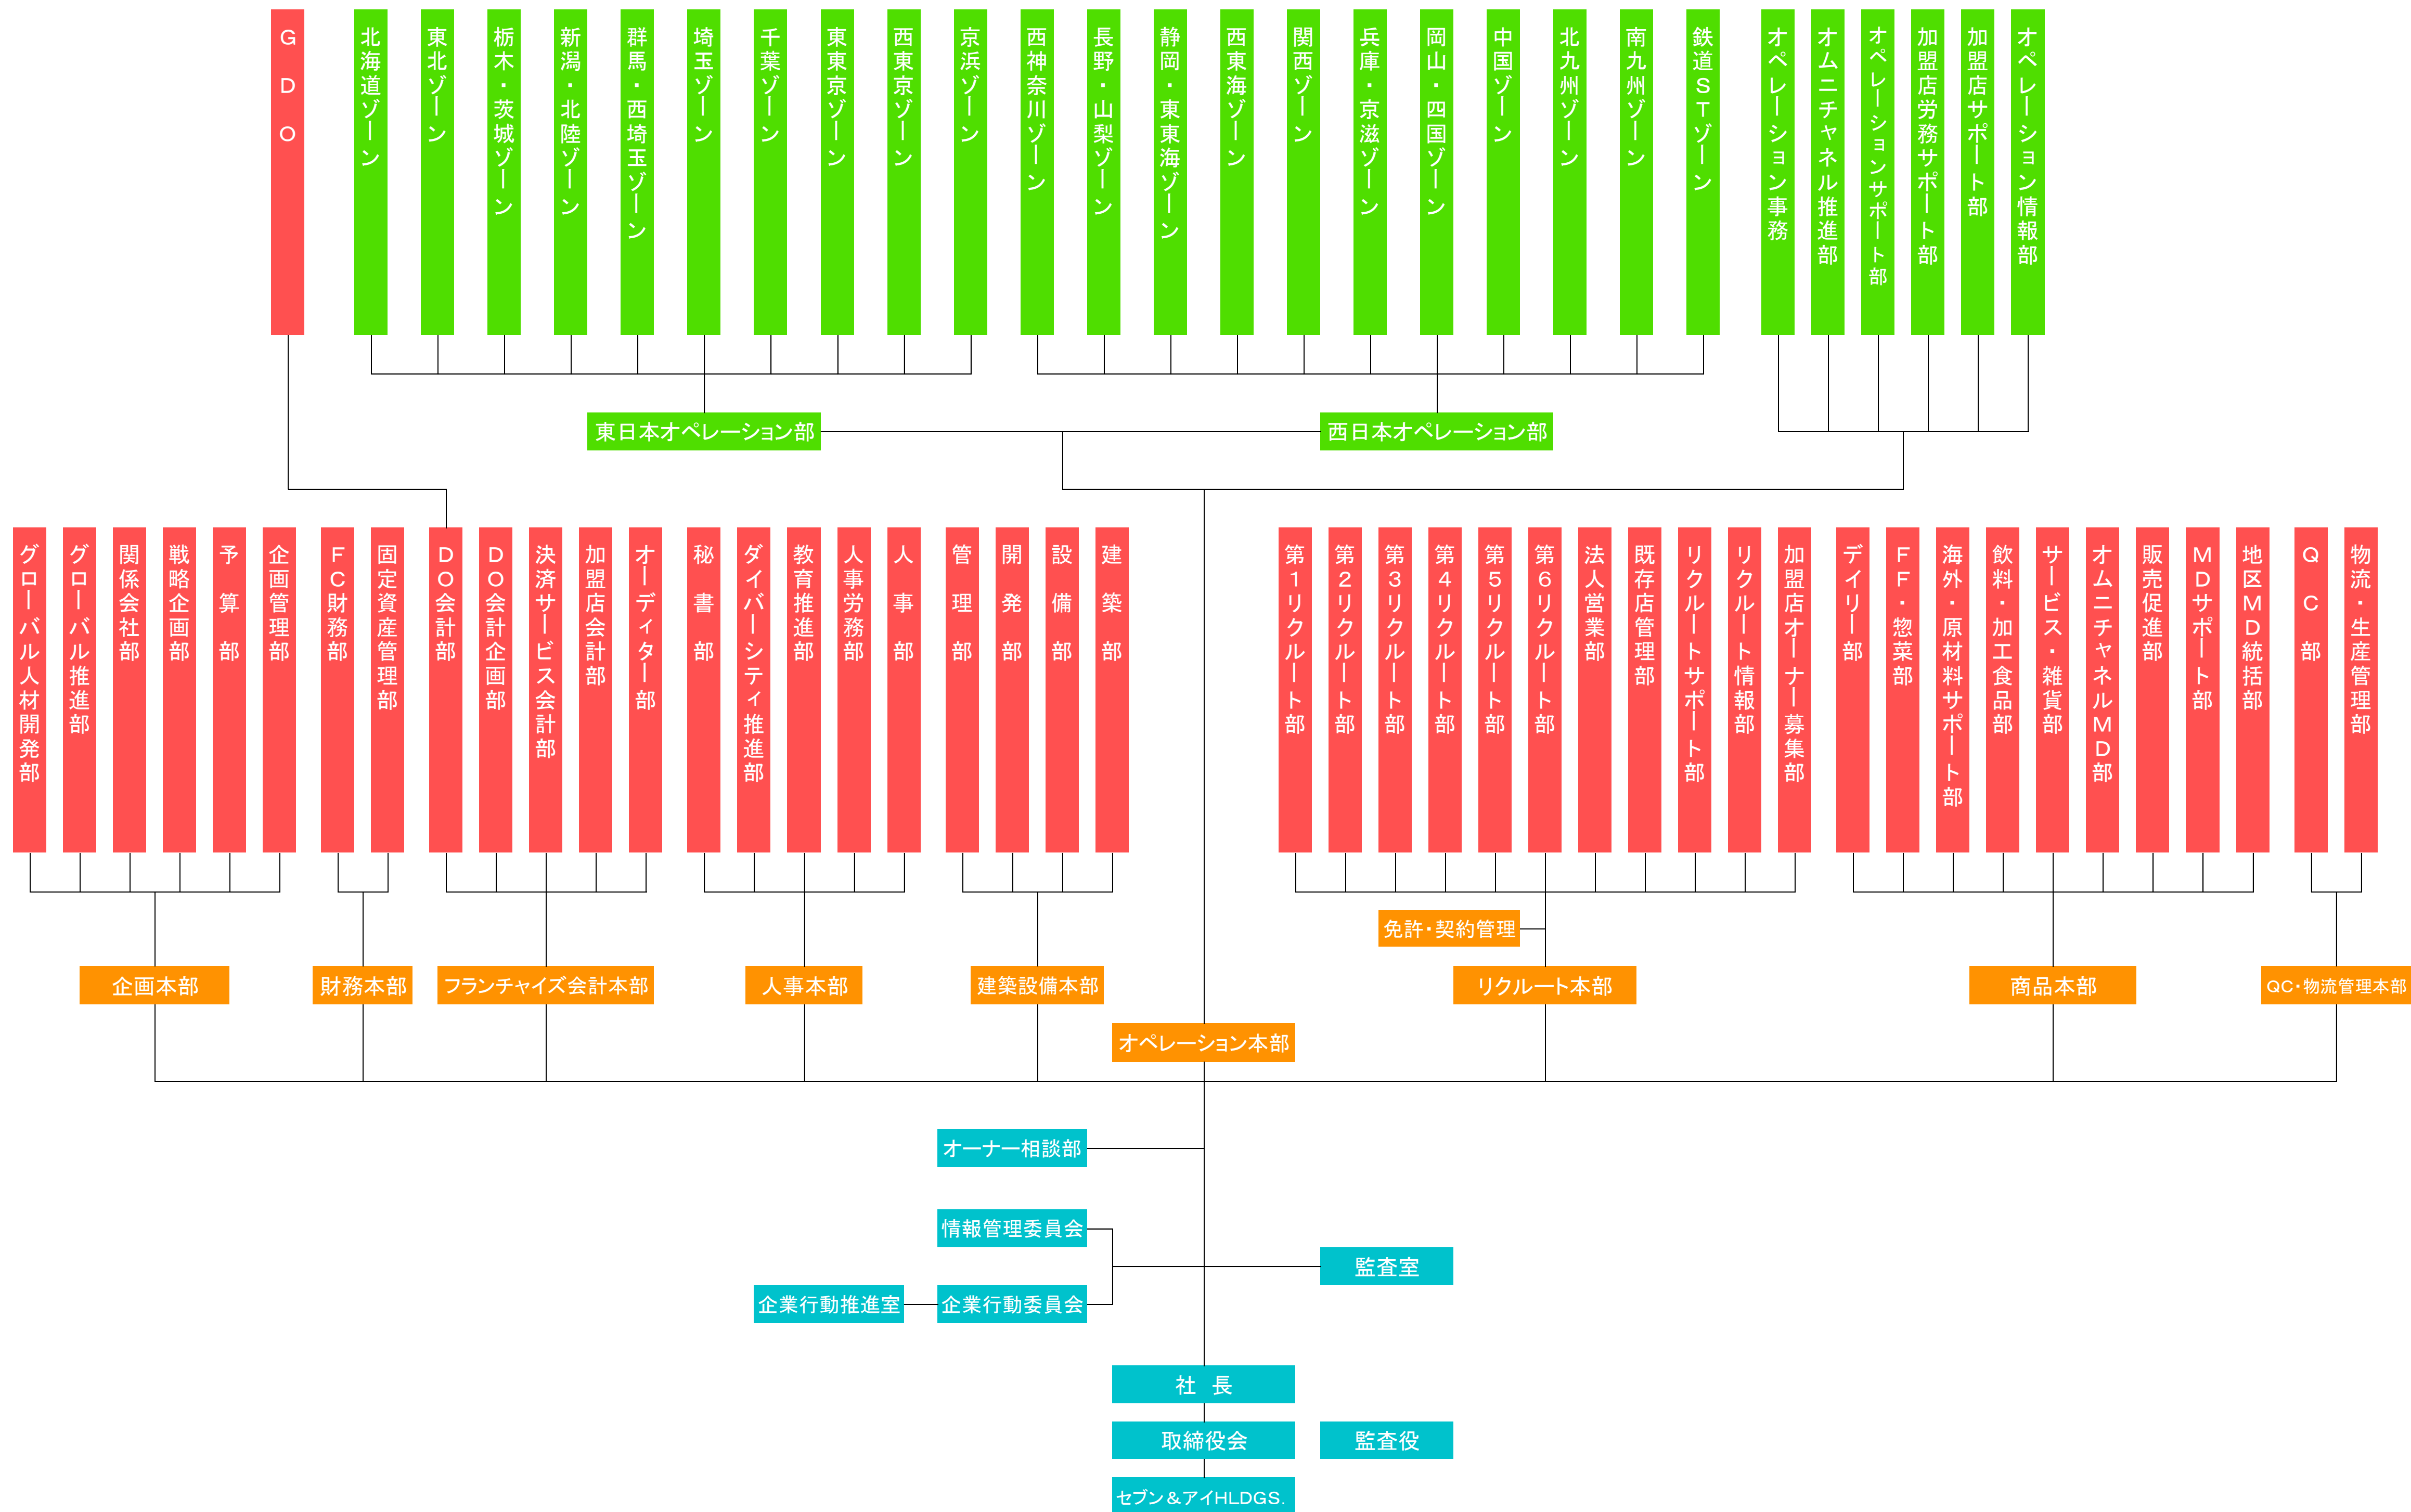 GDO
北海道ゾーン
東北ゾーン
栃木・茨城ゾーン
新潟・北陸ゾーン
群馬・西埼玉ゾーン
埼玉ゾーン
千葉ゾーン
東東京ゾーン
西東京ゾーン
京浜ゾーン
西神奈川ゾーン
長野・山梨ゾーン
静岡・東東海ゾーン
西東海ゾーン
関西ゾーン
兵庫・京滋ゾーン
岡山・四国ゾーン
中国ゾーン
北九州ゾーン
南九州ゾーン
鉄道STゾーン
オペレーション事務
オムニチャネル推進部
オペレーションサポート部
加盟店労務サポート部
加盟店サポート部
オペレーション情報部
東日本オペレーション部
西日本オペレーション部
グローバル人材開発部
グローバル推進部
関係会社部
戦略企画部
予算部
企画管理部
FC財務部
固定資産管理部
DO会計部
DO会計企画部
決済サービス会計部
加盟店会計部
オーディター部
秘書部
ダイバーシティ推進部
教育推進部
人事労務部
人事部
管理部
開発部
設備部
建築部
第1リクルート部
第2リクルート部
第3リクルート部
第4リクルート部
第5リクルート部
第6リクルート部
法人営業部
既存店管理部
リクルートサポート部
リクルート情報部
加盟店オーナー募集部
デイリー部
FF・惣菜部
海外・原材料サポート部
飲料・加工食品部
サービス・雑貨部
オムニチャネルMD部
販売促進部
MDサポート部
地区MD統括部
QC部
物流・生産管理部
免許・契約管理
企画本部
財務本部
フランチャイズ会計本部
人事本部
建築設備本部
リクルート本部
商品本部
QC・物流管理本部
オペレーション本部
オーナー相談部
情報管理委員会
監査室
企業行動推進室
企業行動委員会
社長
取締役会
監査役
セブン&アイHLDGS.